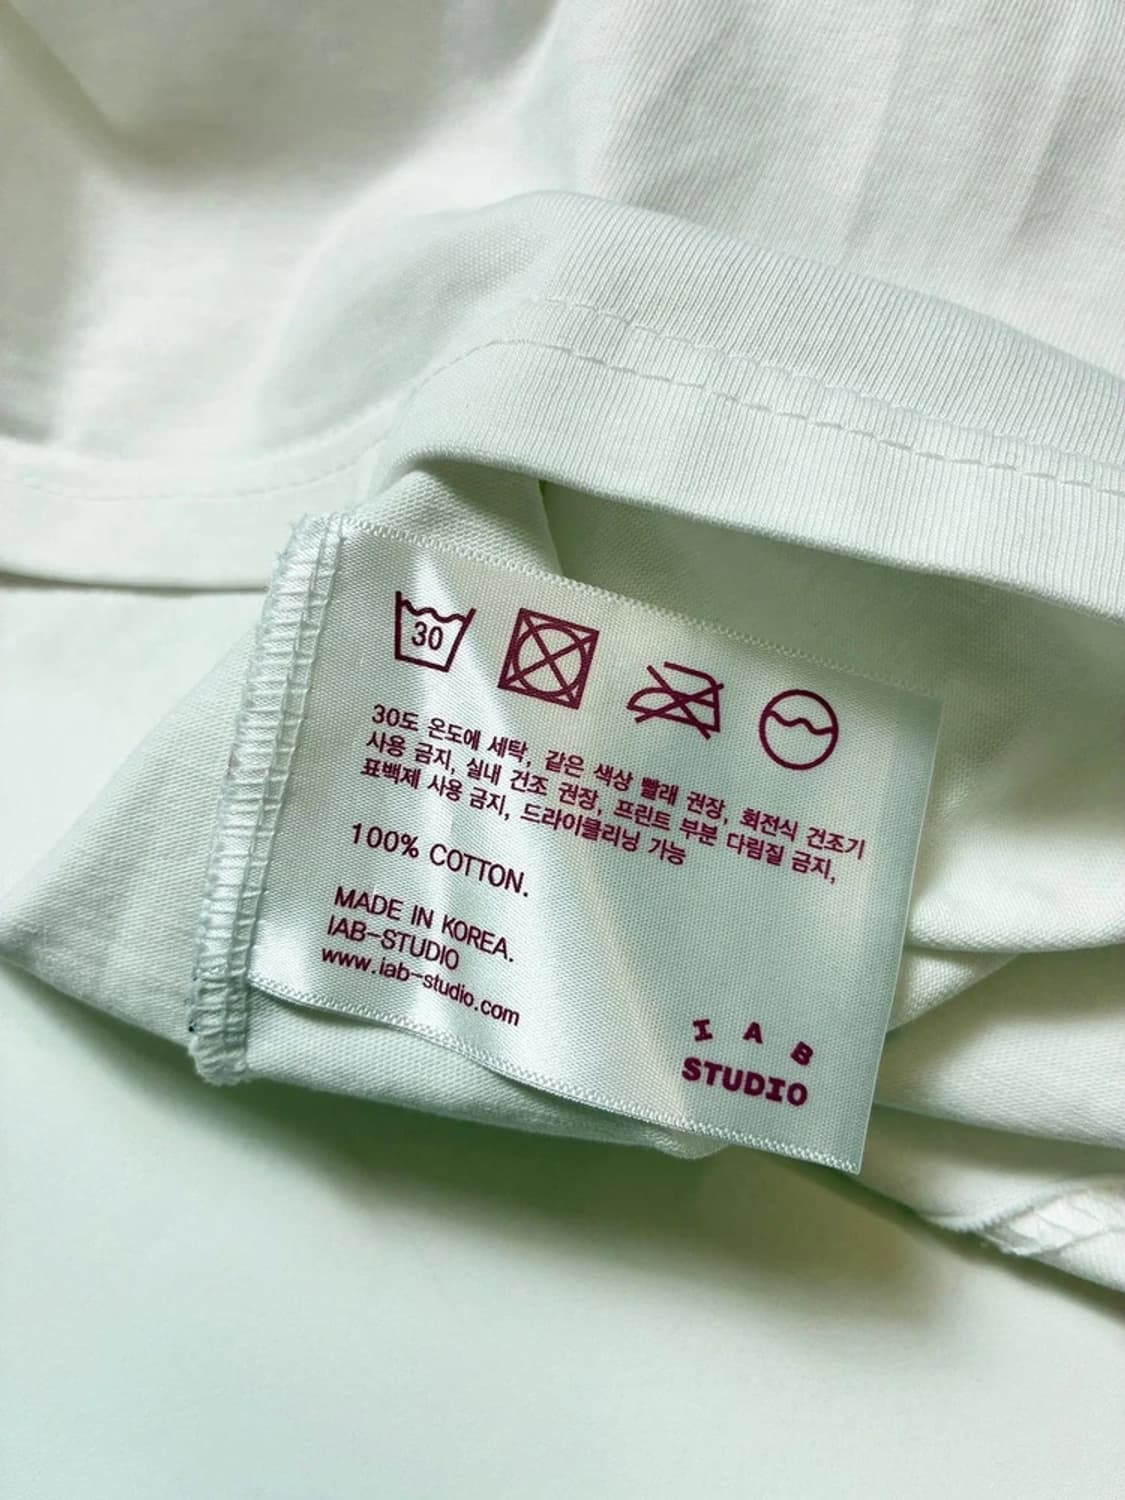 30
30도 온도에 세탁, 같은 색상 빨래 권장, 회전식 건조기
사용 금지, 실내 건조 권장, 프린트 부분 다림질 금지,
표백제 사용 금지, 드라이클리닝 가능
100% COTTON.
MADE IN KOREA.
IAB-STUDIO
www.iab-studio.com
IAB
STUDIO